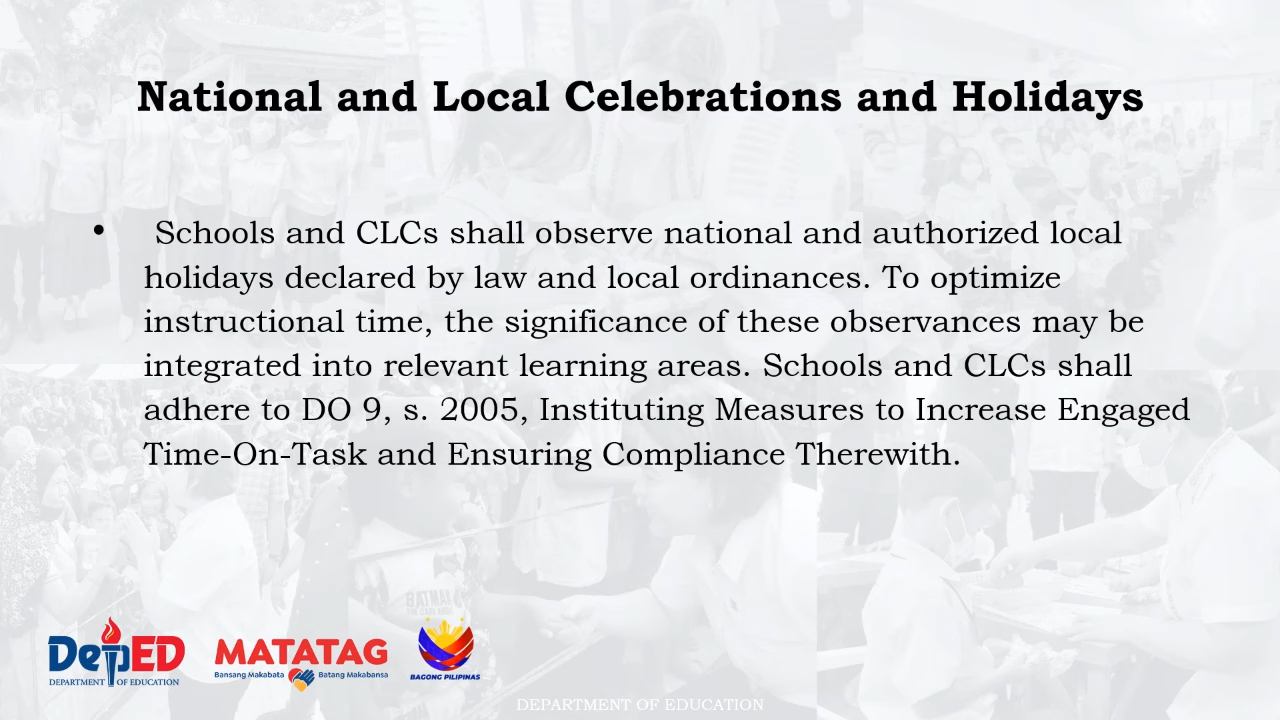 National and Local Celebrations and Holidays
• Schools and CLCs shall observe national and authorized local
holidays declared by law and local ordinances. To optimize
instructional time, the significance of these observances may be
integrated into relevant learning areas. Schools and CLCs shall
adhere to DO 9, s. 2005, Instituting Measures to Increase Engaged
Time-On-Task and Ensuring Compliance Therewith.
DepED
DEPARTMENT OF EDUCATION
MATATAG
Bansang Makabata Batang Makabansa
BAGONG PILIPINAS
DEPARTMENT OF EDUCATION